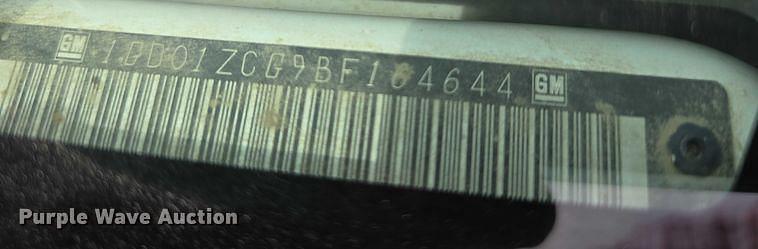 GM 1GD01ZCG9BF164644 GM
Purple Wave Auction